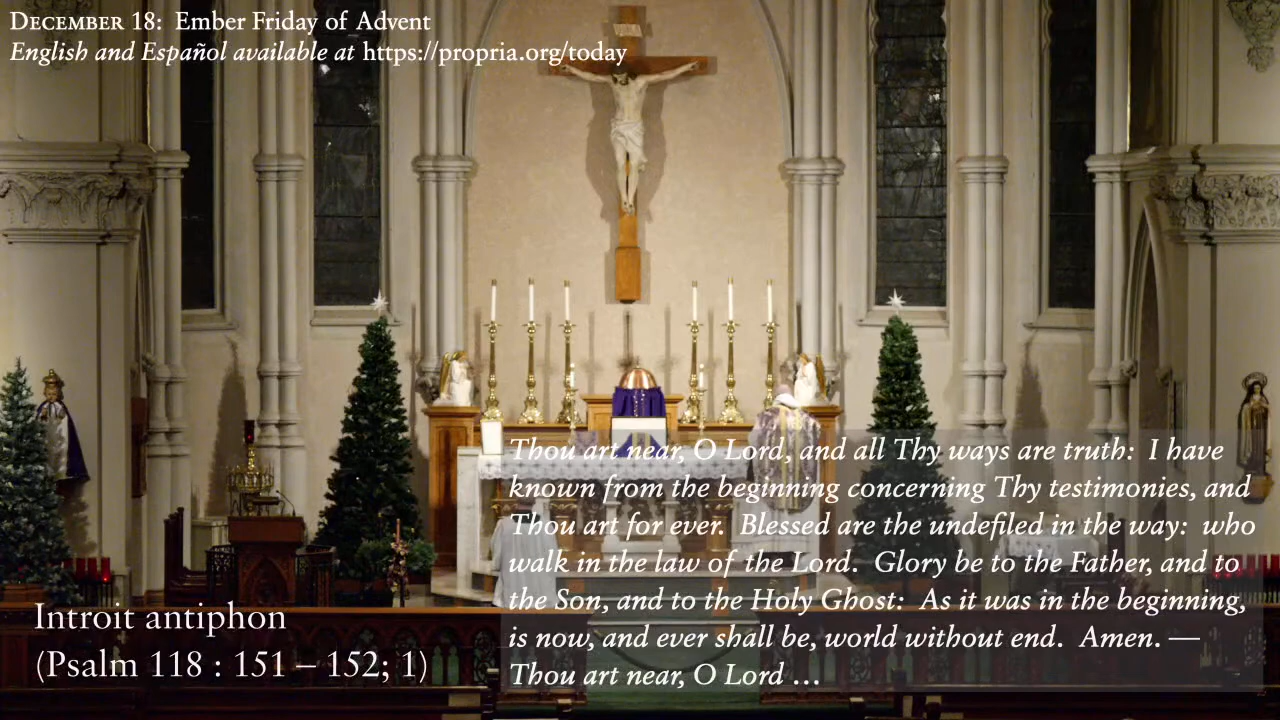 December 18: Ember Friday of Advent
English and Español available at https://propria.org/today
Thou art near, O Lord, and all Thy ways are truth: I have
known from the beginning concerning Thy testimonies, and
Thou art for ever. Blessed are the undefiled in the way: who
walk in the law of the Lord. Glory be to the Father, and to
the Son, and to the Holy Ghost: As it was in the beginning,
is now, and ever shall be, world without end. Amen. —
Thou art near, O Lord ...
Introit antiphon
(Psalm 118 : 151 – 152; 1)